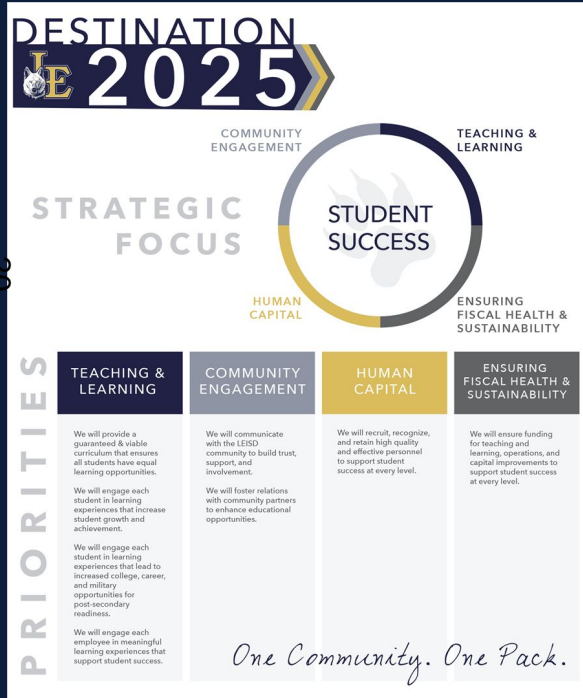 DESTINATION
LE 2025
COMMUNITY
ENGAGEMENT
TEACHING &
LEARNING
STRATEGIC
FOCUS
STUDENT
SUCCESS
HUMAN
CAPITAL
ENSURING
FISCAL HEALTH &
SUSTAINABILITY
PRIORITIES
TEACHING &
LEARNING
We will provide a
guaranteed & viable
curriculum that ensures
all students have equal
learning opportunities.
We will engage each
student in learning
experiences that increase
student growth and
achievement.
We will engage each
student in learning
experiences that lead to
increased college, career,
and military
opportunities for
post-secondary
readiness.
We will engage each
employee in meaningful
learning experiences that
support student success.
COMMUNITY
ENGAGEMENT
We will communicate
with the LEISD
community to build trust,
support, and
involvement.
We will foster relations
with community partners
to enhance educational
opportunities.
HUMAN
CAPITAL
We will recruit, recognize,
and retain high quality
and effective personnel
to support student
success at every level.
ENSURING
FISCAL HEALTH &
SUSTAINABILITY
We will ensure funding
for teaching and
learning, operations, and
capital improvements to
support student success
at every level.
One Community. One Pack.